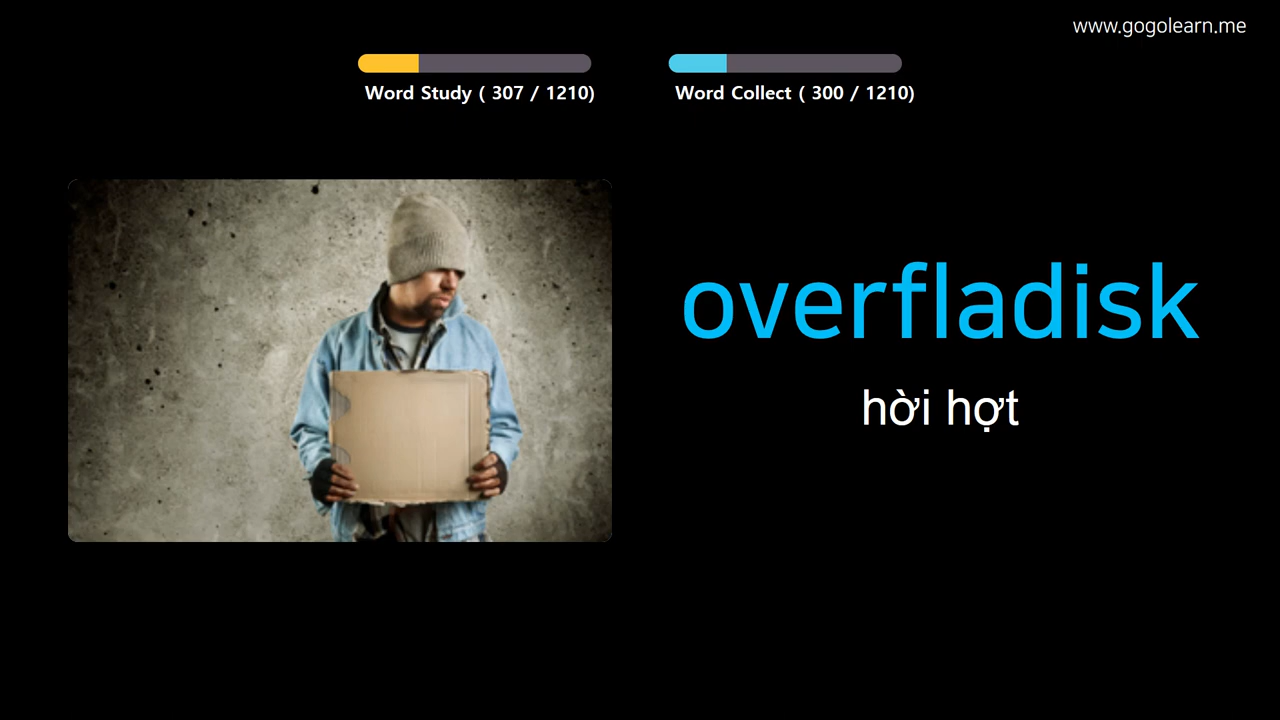 www.gogolearn.me
Word Study ( 307 / 1210)
Word Collect ( 300 / 1210)
overfladisk
hời hợt